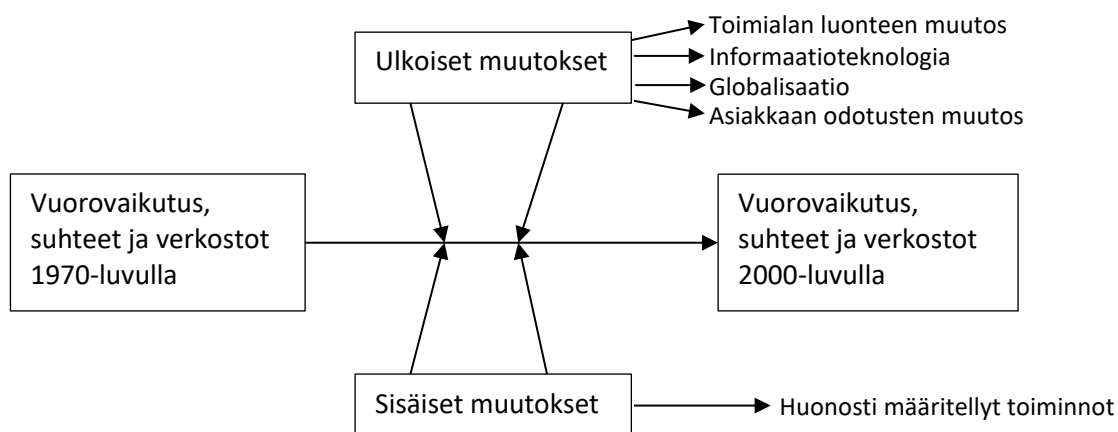 Toimialan luonteen muutos
Ulkoiset muutokset
Informaatioteknologia
Globalisaatio
Asiakkaan odotusten muutos
Vuorovaikutus,
suhteet ja verkostot
1970-luvulla
Vuorovaikutus,
suhteet ja verkostot
2000-luvulla
Sisäiset muutokset
Huonosti määritellyt toiminnot